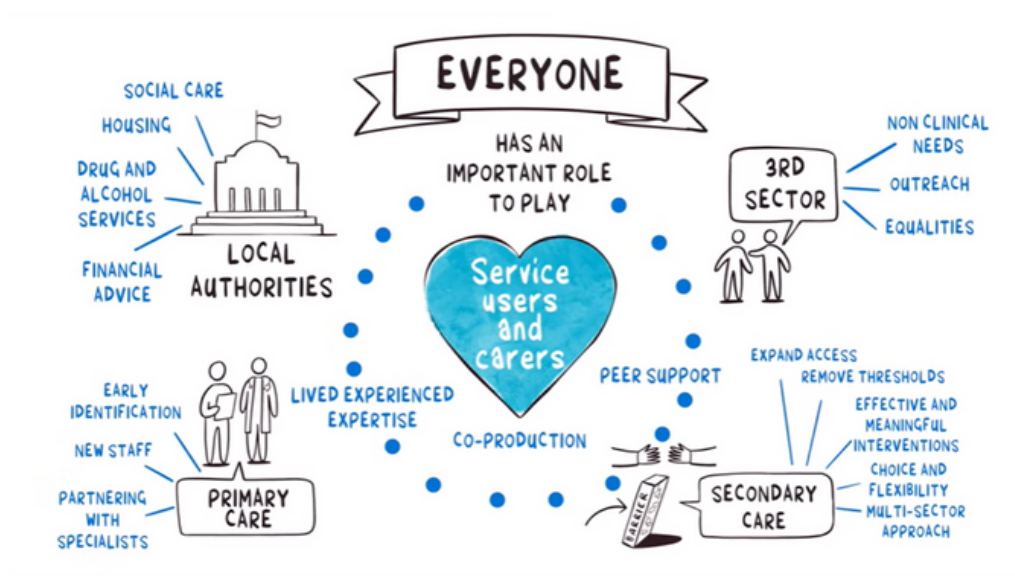 EVERYONE
HAS AN
IMPORTANT ROLE
TO PLAY
SOCIAL CARE
HOUSING
DRUG AND
ALCOHOL
SERVICES
FINANCIAL
ADVICE
LOCAL
AUTHORITIES
3RD
SECTOR
NON CLINICAL
NEEDS
OUTREACH
EQUALITIES
Service
users
and
carers
LIVED EXPERIENCED
EXPERTISE
CO-PRODUCTION
PEER SUPPORT
EARLY
IDENTIFICATION
NEW STAFF
PARTNERING
WITH
SPECIALISTS
PRIMARY
CARE
BARRIER
SECONDARY
CARE
EXPAND ACCESS
REMOVE THRESHOLDS
EFFECTIVE AND
MEANINGFUL
INTERVENTIONS
CHOICE AND
FLEXIBILITY
MULTI-SECTOR
APPROACH